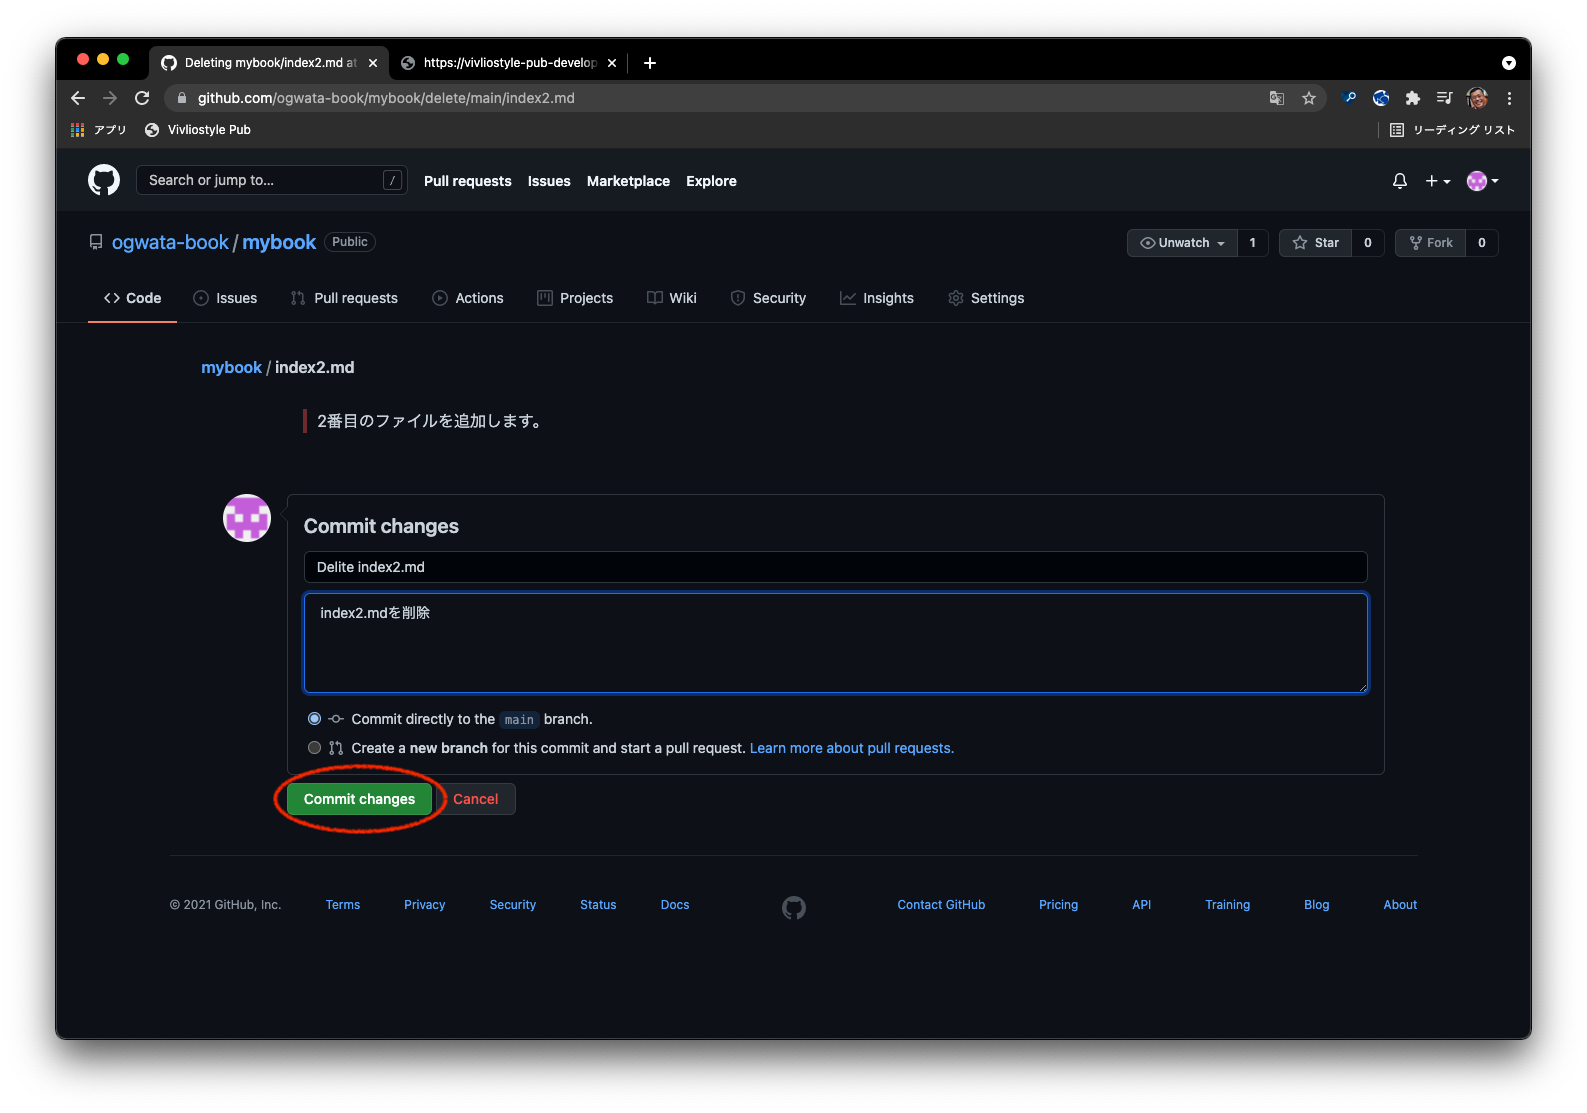 Deleting mybook/index2.md at
https://vivliostyle-pub-develop
github.com/ogwata-book/mybook/delete/main/index2.md
アプリ
Vivliostyle Pub
リーディング リスト
Search or jump to...
/
Pull requests
Issues
Marketplace
Explore
ogwata-book / mybook
Public
Unwatch
1
Star
0
Fork
0
Code
Issues
Pull requests
Actions
Projects
Wiki
Security
Insights
Settings
mybook / index2.md
2番目のファイルを追加します。
Commit changes
Delite index2.md
index2.mdを削除
Commit directly to the main branch.
Create a new branch for this commit and start a pull request. Learn more about pull requests.
Commit changes
Cancel
© 2021 GitHub, Inc.
Terms
Privacy
Security
Status
Docs
Contact GitHub
Pricing
API
Training
Blog
About